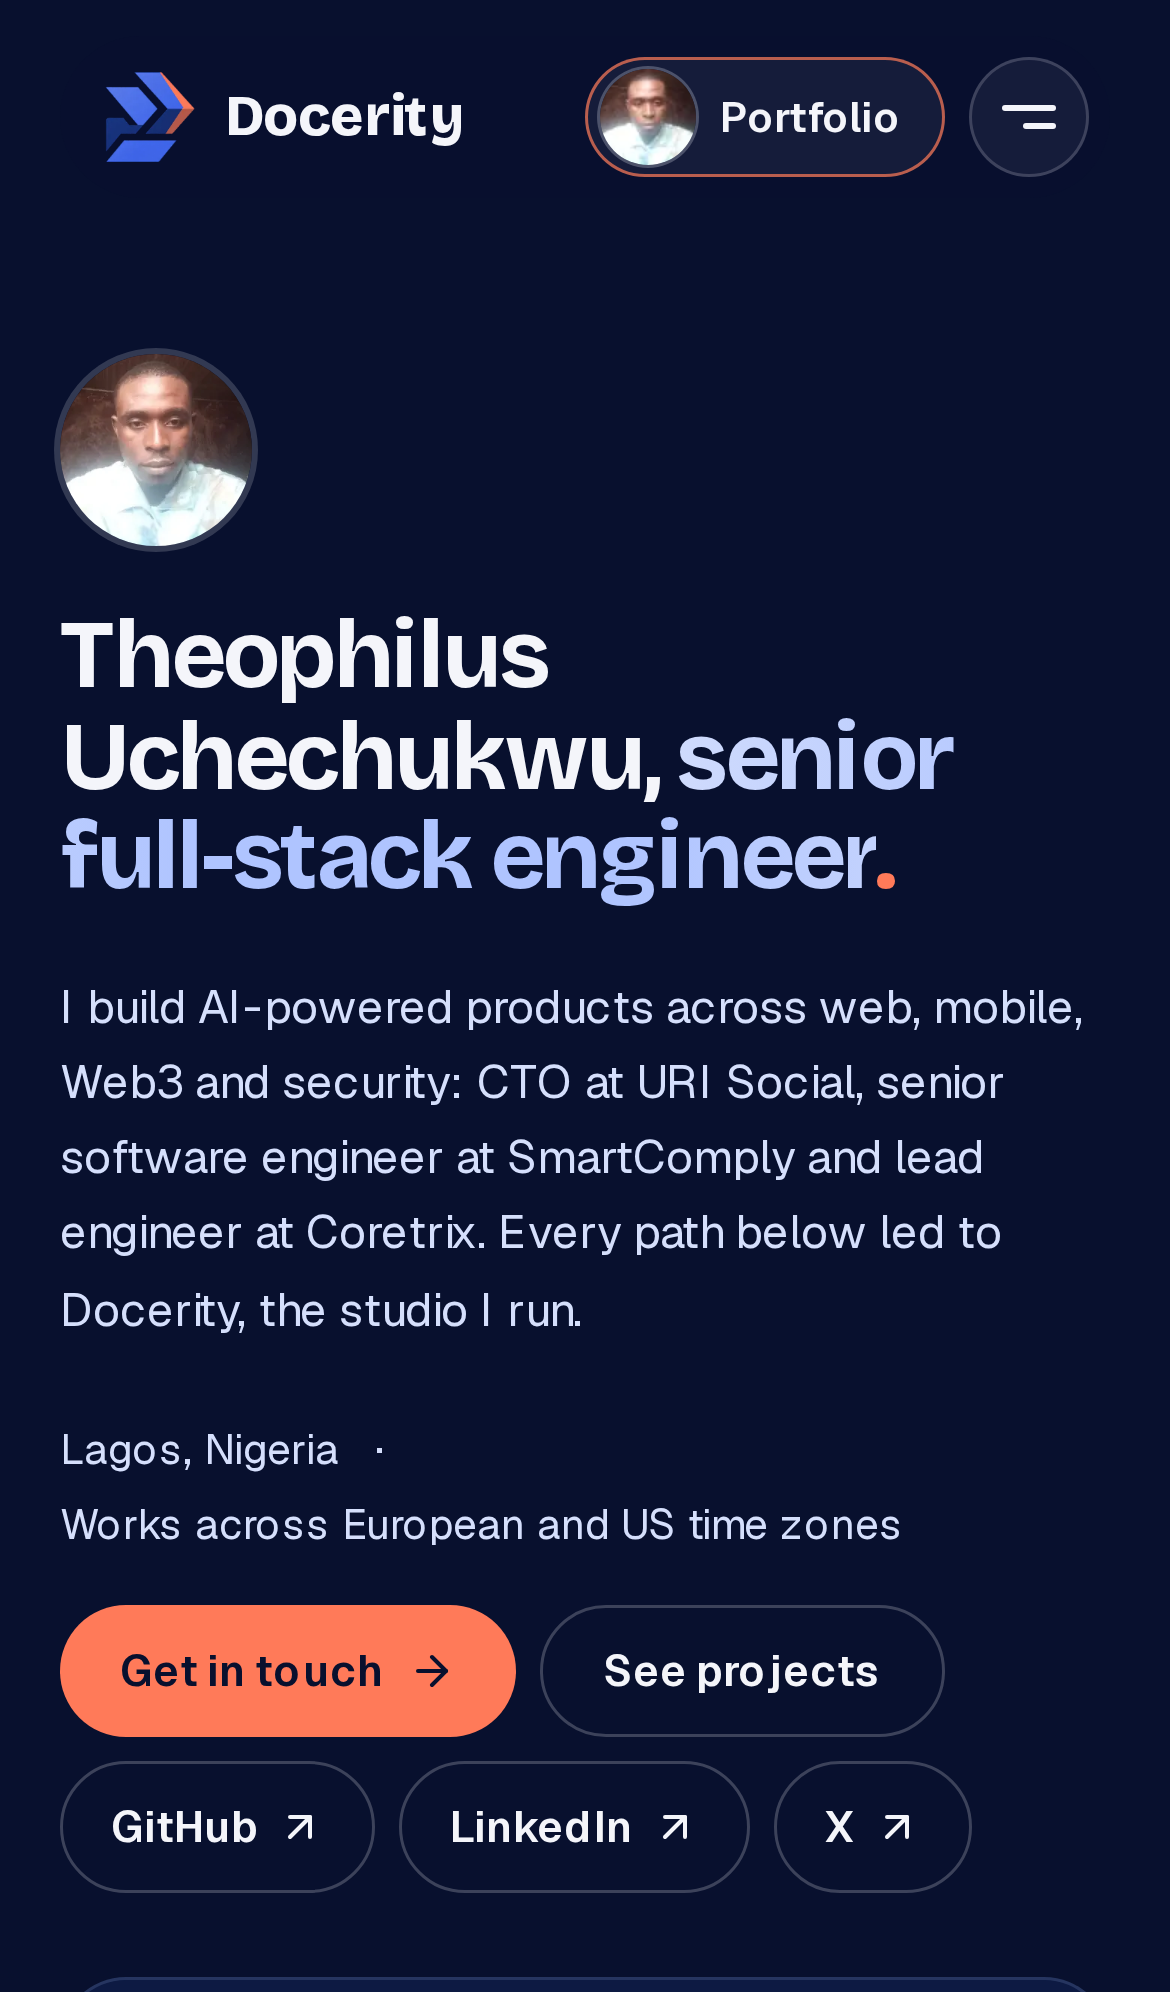 Docerity
Portfolio
Theophilus
Uchechukwu, senior
full-stack engineer.
I build AI-powered products across web, mobile,
Web3 and security: CTO at URI Social, senior
software engineer at SmartComply and lead
engineer at Coretrix. Every path below led to
Docerity, the studio I run.
Lagos, Nigeria ·
Works across European and US time zones
Get in touch →
See projects
GitHub ↗
LinkedIn ↗
X ↗